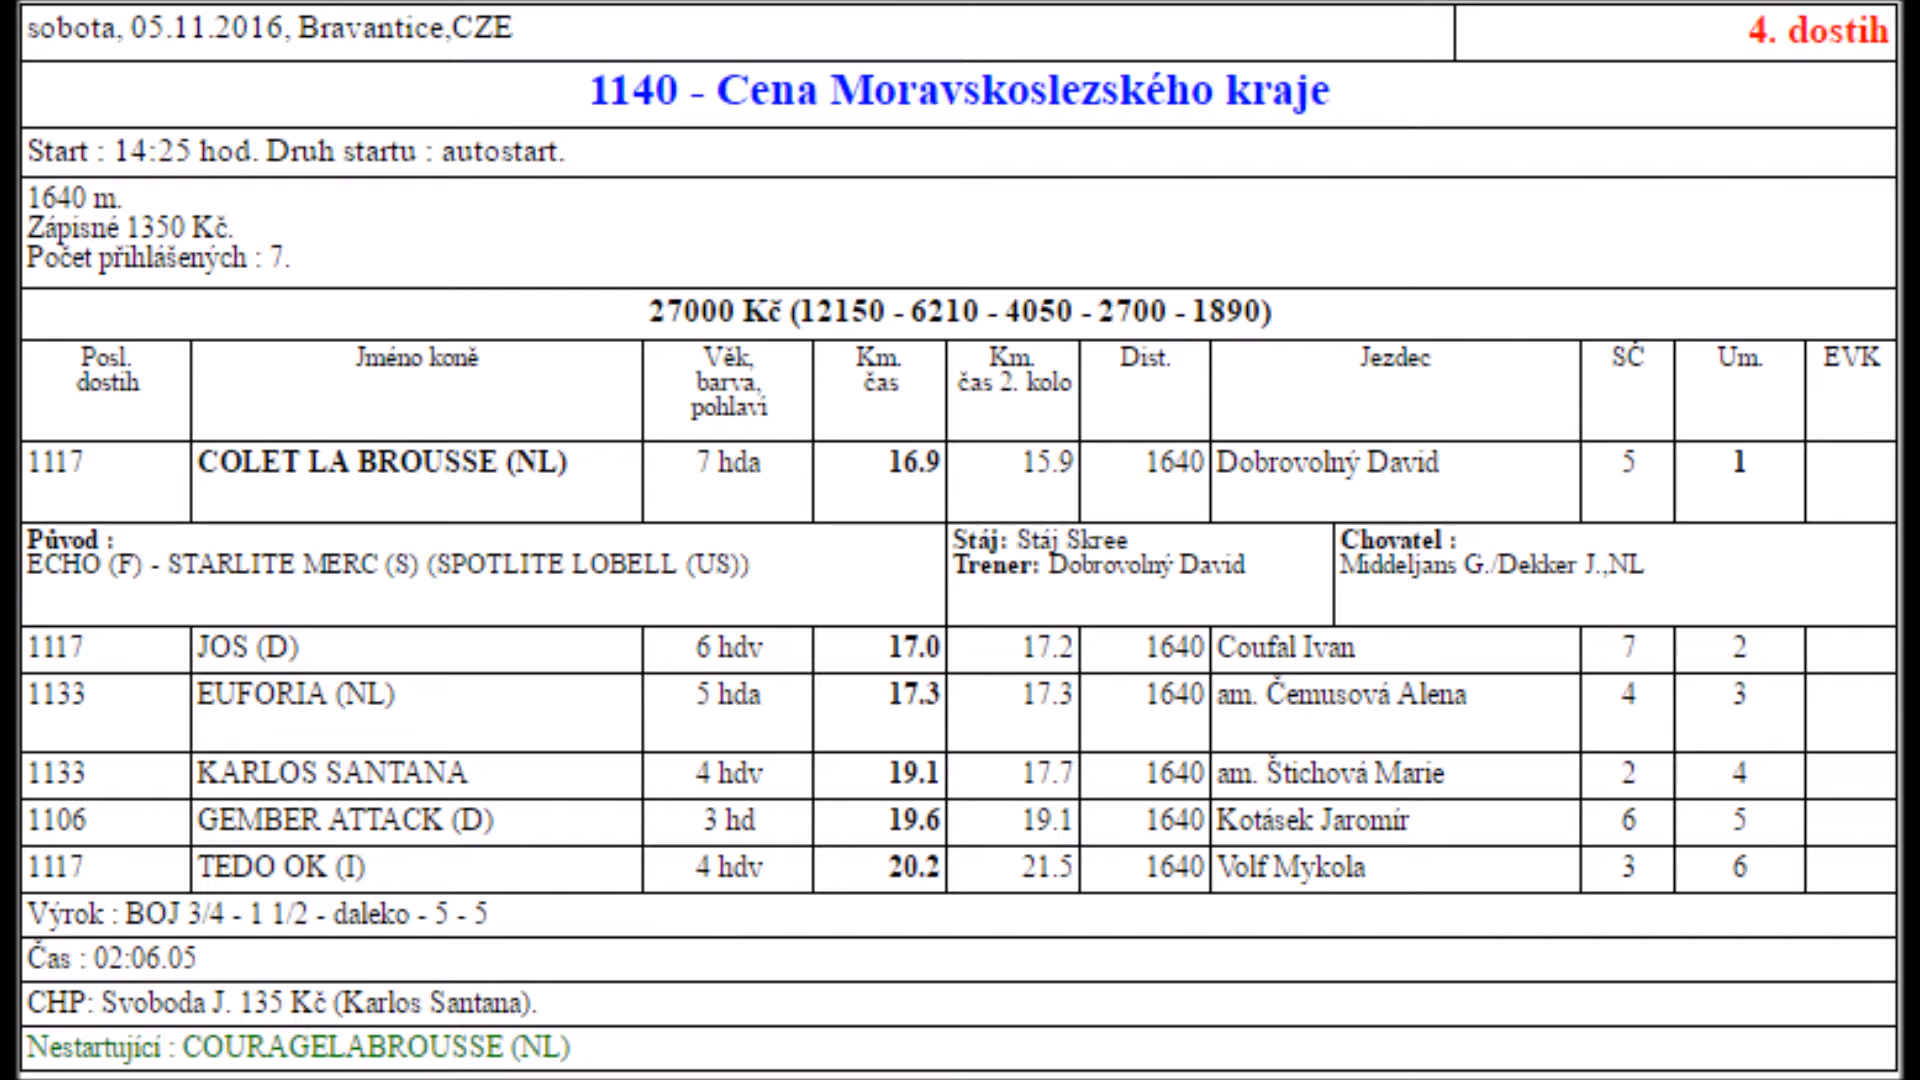 sobota, 05.11.2016, Bravantice,CZE 4. dostih
1140 - Cena Moravskoslezského kraje
Start : 14:25 hod. Druh startu : autostart.
1640 m.
Zápisné 1350 Kč.
Počet přihlášených : 7.
27000 Kč (12150 - 6210 - 4050 - 2700 - 1890)
Posl. dostih Jméno koně Věk, barva, pohlaví Km. čas Km. čas 2. kolo Dist. Jezdec SČ Um. EVK
1117 COLET LA BROUSSE (NL) 7 hda 16.9 15.9 1640 Dobrovolný David 5 1
Původ : Stáj: Stáj Skree Chovatel :
ECHO (F) - STARLITE MERC (S) (SPOTLITE LOBELL (US)) Trener: Dobrovolný David Middeljans G./Dekker J.,NL
1117 JOS (D) 6 hdv 17.0 17.2 1640 Coufal Ivan 7 2
1133 EUFORIA (NL) 5 hda 17.3 17.3 1640 am. Čemusová Alena 4 3
1133 KARLOS SANTANA 4 hdv 19.1 17.7 1640 am. Štichová Marie 2 4
1106 GEMBER ATTACK (D) 3 hd 19.6 19.1 1640 Kotásek Jaromír 6 5
1117 TEDO OK (I) 4 hdv 20.2 21.5 1640 Volf Mykola 3 6
Výrok : BOJ 3/4 - 1 1/2 - daleko - 5 - 5
Čas : 02:06.05
CHP: Svoboda J. 135 Kč (Karlos Santana).
Nestartující : COURAGELABROUSSE (NL)